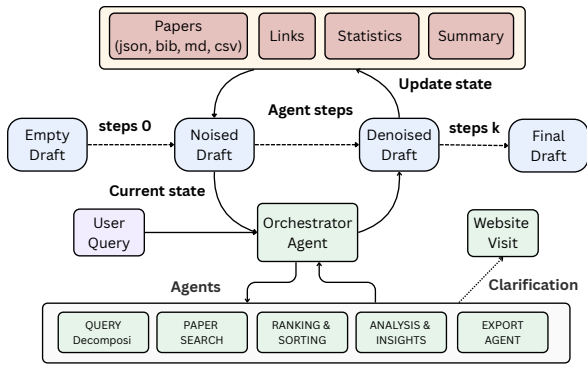 Papers
(json, bib, md, csv)
Links
Statistics
Summary
Update state
Agent steps
steps 0
steps k
Empty
Draft
Noised
Draft
Denoised
Draft
Final
Draft
Current state
User
Query
Orchestrator
Agent
Website
Visit
Agents
Clarification
QUERY
Decomposi
PAPER
SEARCH
RANKING &
SORTING
ANALYSIS &
INSIGHTS
EXPORT
AGENT